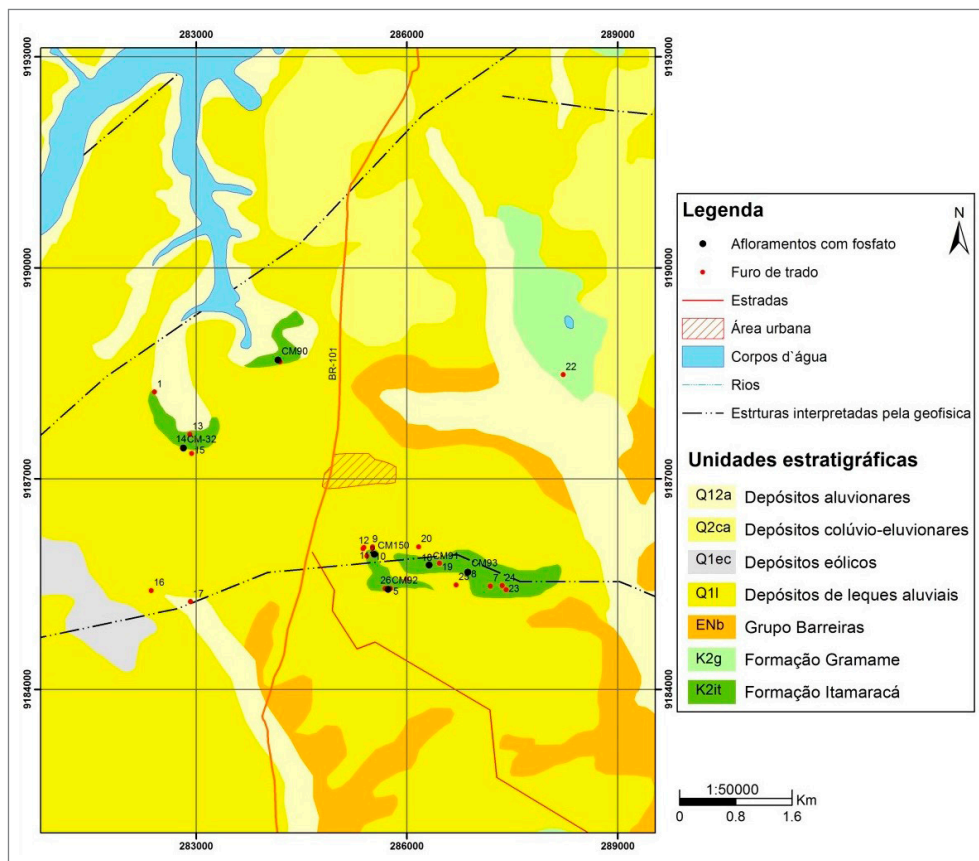 283000
286000
289000
9193000
9193000
9190000
9190000
9187000
9187000
9184000
9184000
BR-101
CM90
22
1
13
14CM-32
15
12
9
CM150
10
20
CM91
18
19
CM93
8
25
7
24
23
26CM92
5
16
17
283000
286000
289000
Legenda
N
Afloramentos com fosfato
Furo de trado
Estradas
Área urbana
Corpos d`água
Rios
Estrturas interpretadas pela geofisica
Unidades estratigráficas
Q12a Depósitos aluvionares
Q2ca Depósitos colúvio-eluvionares
Q1ec Depósitos eólicos
Q1l Depósitos de leques aluviais
ENb Grupo Barreiras
K2g Formação Gramame
K2it Formação Itamaracá
1:50000
Km
0 0.8 1.6